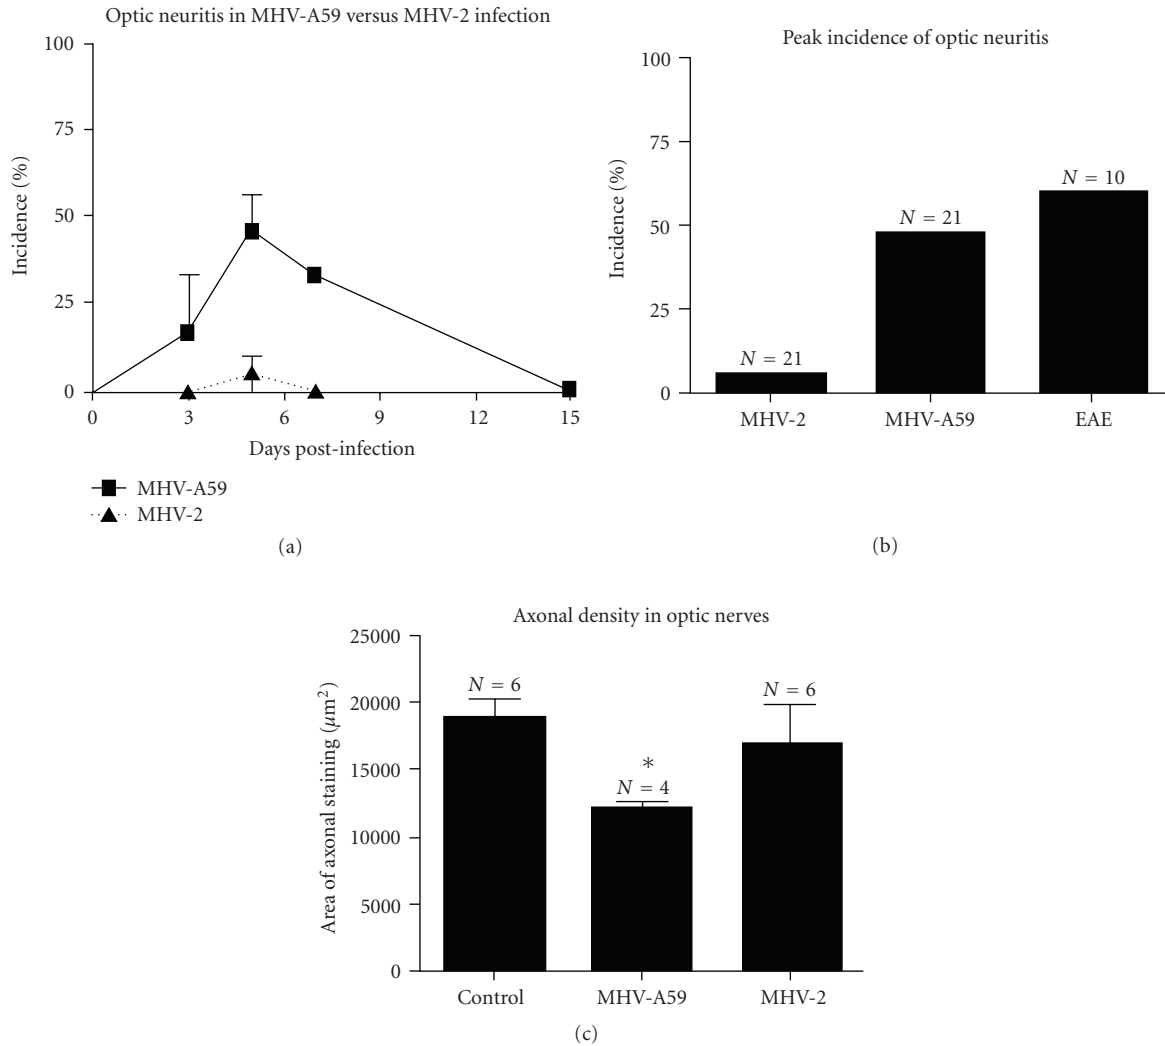 Optic neuritis in MHV-A59 versus MHV-2 infection
100
75
50
25
0
Incidence (%)
0 3 6 9 12 15
Days post-infection
MHV-A59
MHV-2
(a)
Peak incidence of optic neuritis
100
75
50
25
0
Incidence (%)
N = 21
N = 21
N = 10
MHV-2 MHV-A59 EAE
(b)
Axonal density in optic nerves
25000
20000
15000
10000
5000
0
Area of axonal staining (μm²)
N = 6
*
N = 4
N = 6
Control MHV-A59 MHV-2
(c)